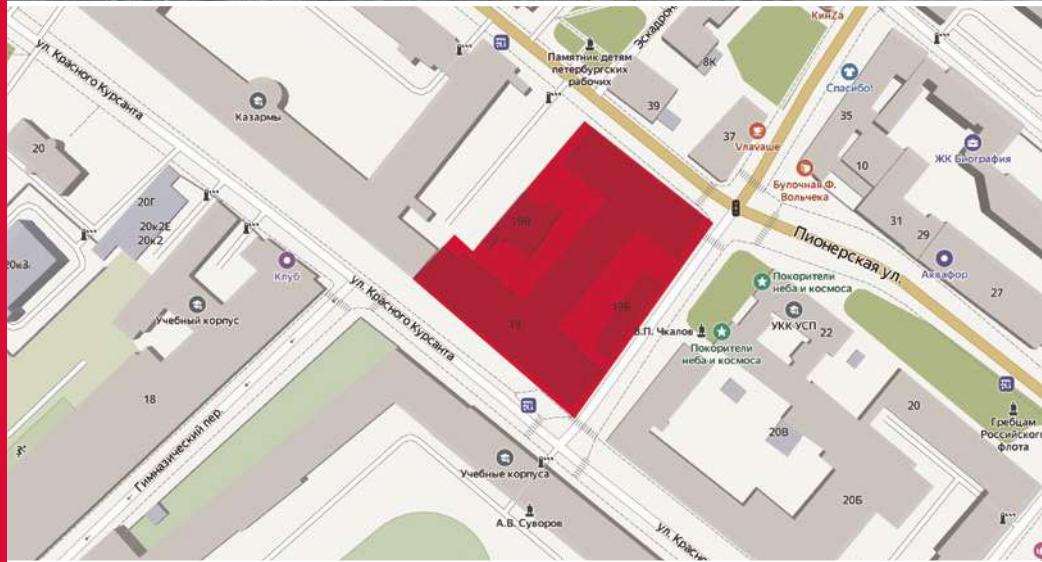 КинZa
ул. Красного Курсанта
Памятник детям
петербургских
рабочих
8К
Спасибо!
Казармы
39
35
37
Vлаvаше
ЖК Биография
10
20
Булочная Ф.
Вольчека
20Г
19В
31
20к2Е
20к2
29
Пионерская ул.
Аквафор
Клуб
ул. Красного Курсанта
Покорители
неба и космоса
27
Учебный корпус
19
19Б
В.П. Чкалов
УКК УСП
22
Покорители
неба и космоса
18
20
20В
Гребцам
Российского
флота
Гимназический пер.
Учебные корпуса
20Б
А.В. Суворов
ул. Красно